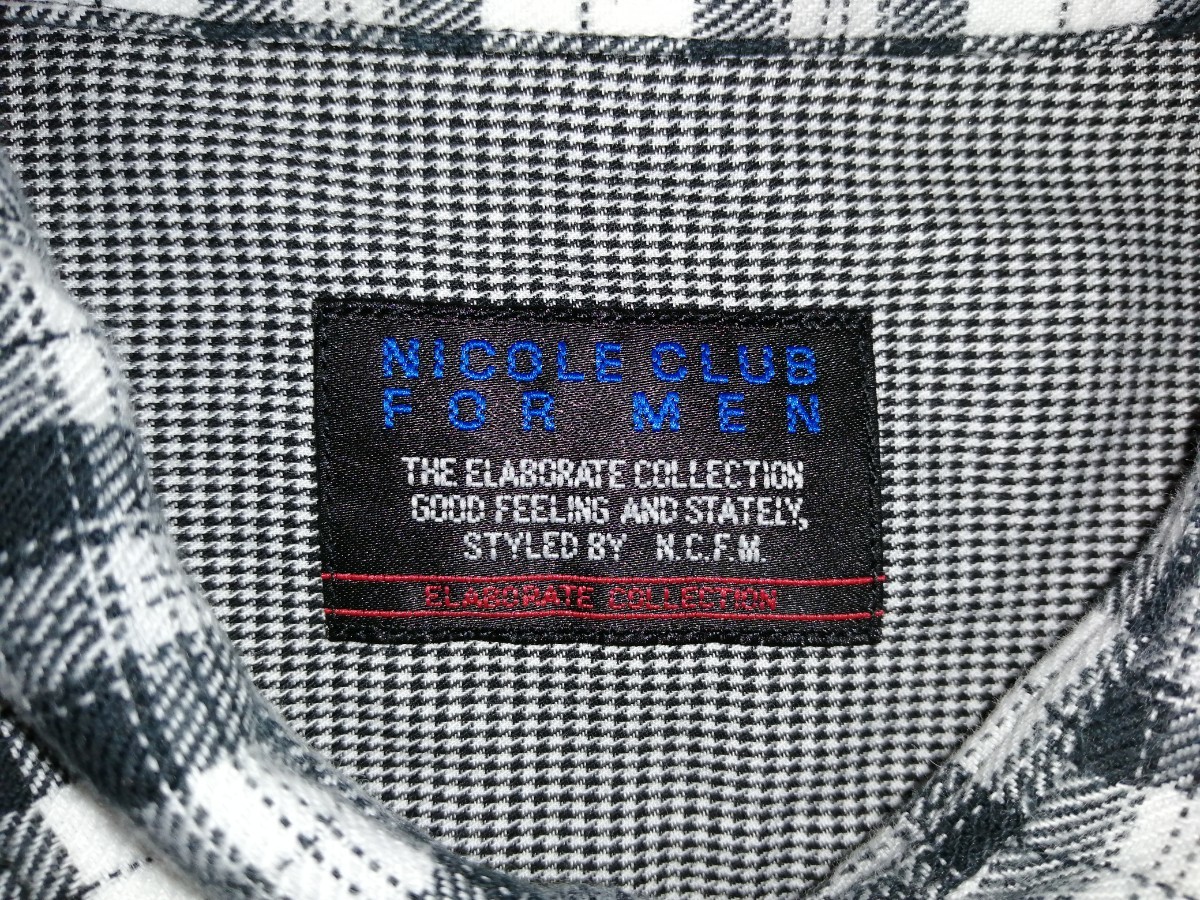 NICOLE CLUB
FOR MEN
THE ELABORATE COLLECTION
GOOD FEELING AND STATELY,
STYLED BY N.C.F.M.
ELABORATE COLLECTION